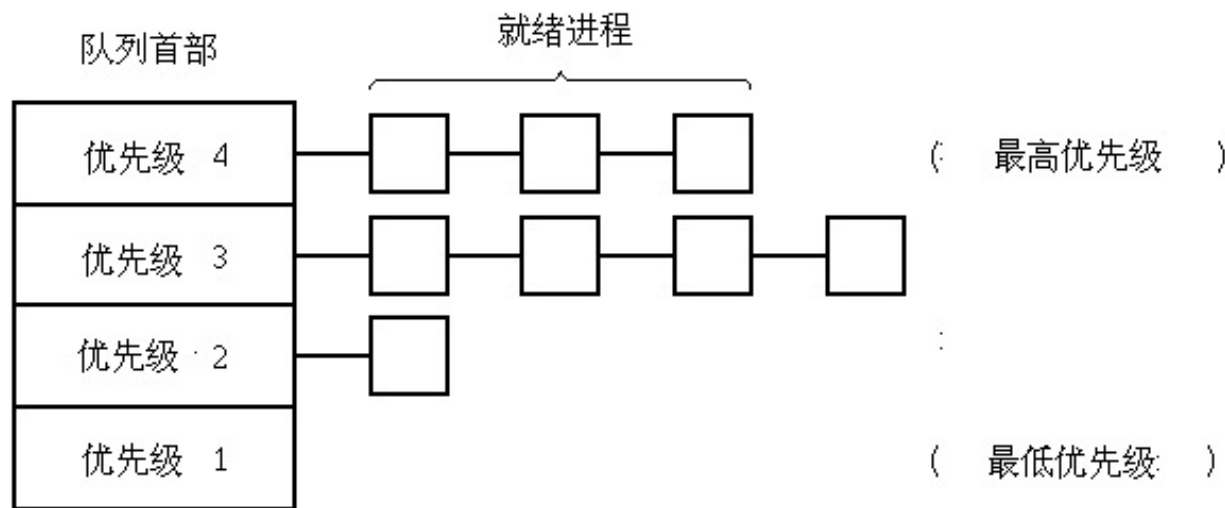 就绪进程
队列首部
优先级 4 ( 最高优先级 )
优先级 3
优先级 2
优先级 1 ( 最低优先级 )